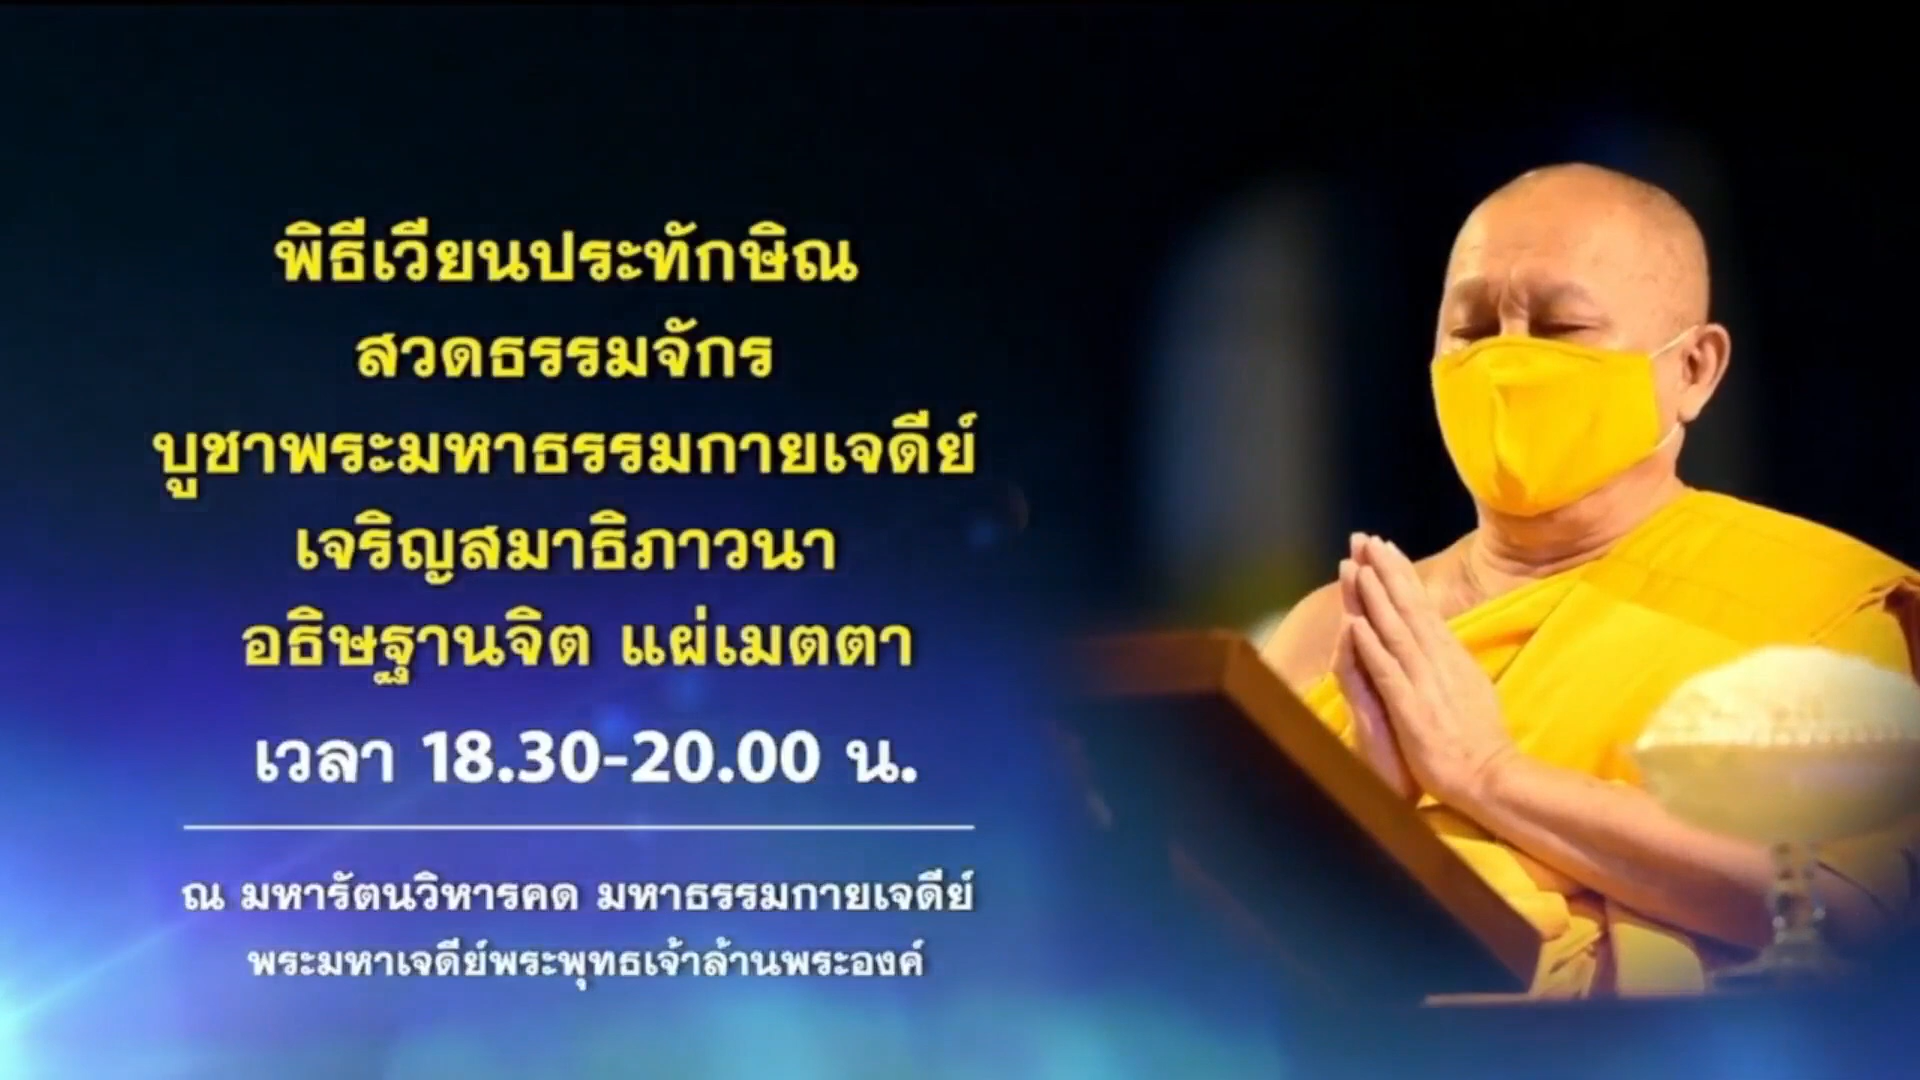 พิธีเวียนประทักษิณ
สวดธรรมจักร
บูชาพระมหาธรรมกายเจดีย์
เจริญสมาธิภาวนา
อธิษฐานจิต แผ่เมตตา
เวลา 18.30-20.00 น.
ณ มหารัตนวิหารคด มหาธรรมกายเจดีย์
พระมหาเจดีย์พระพุทธเจ้าล้านพระองค์